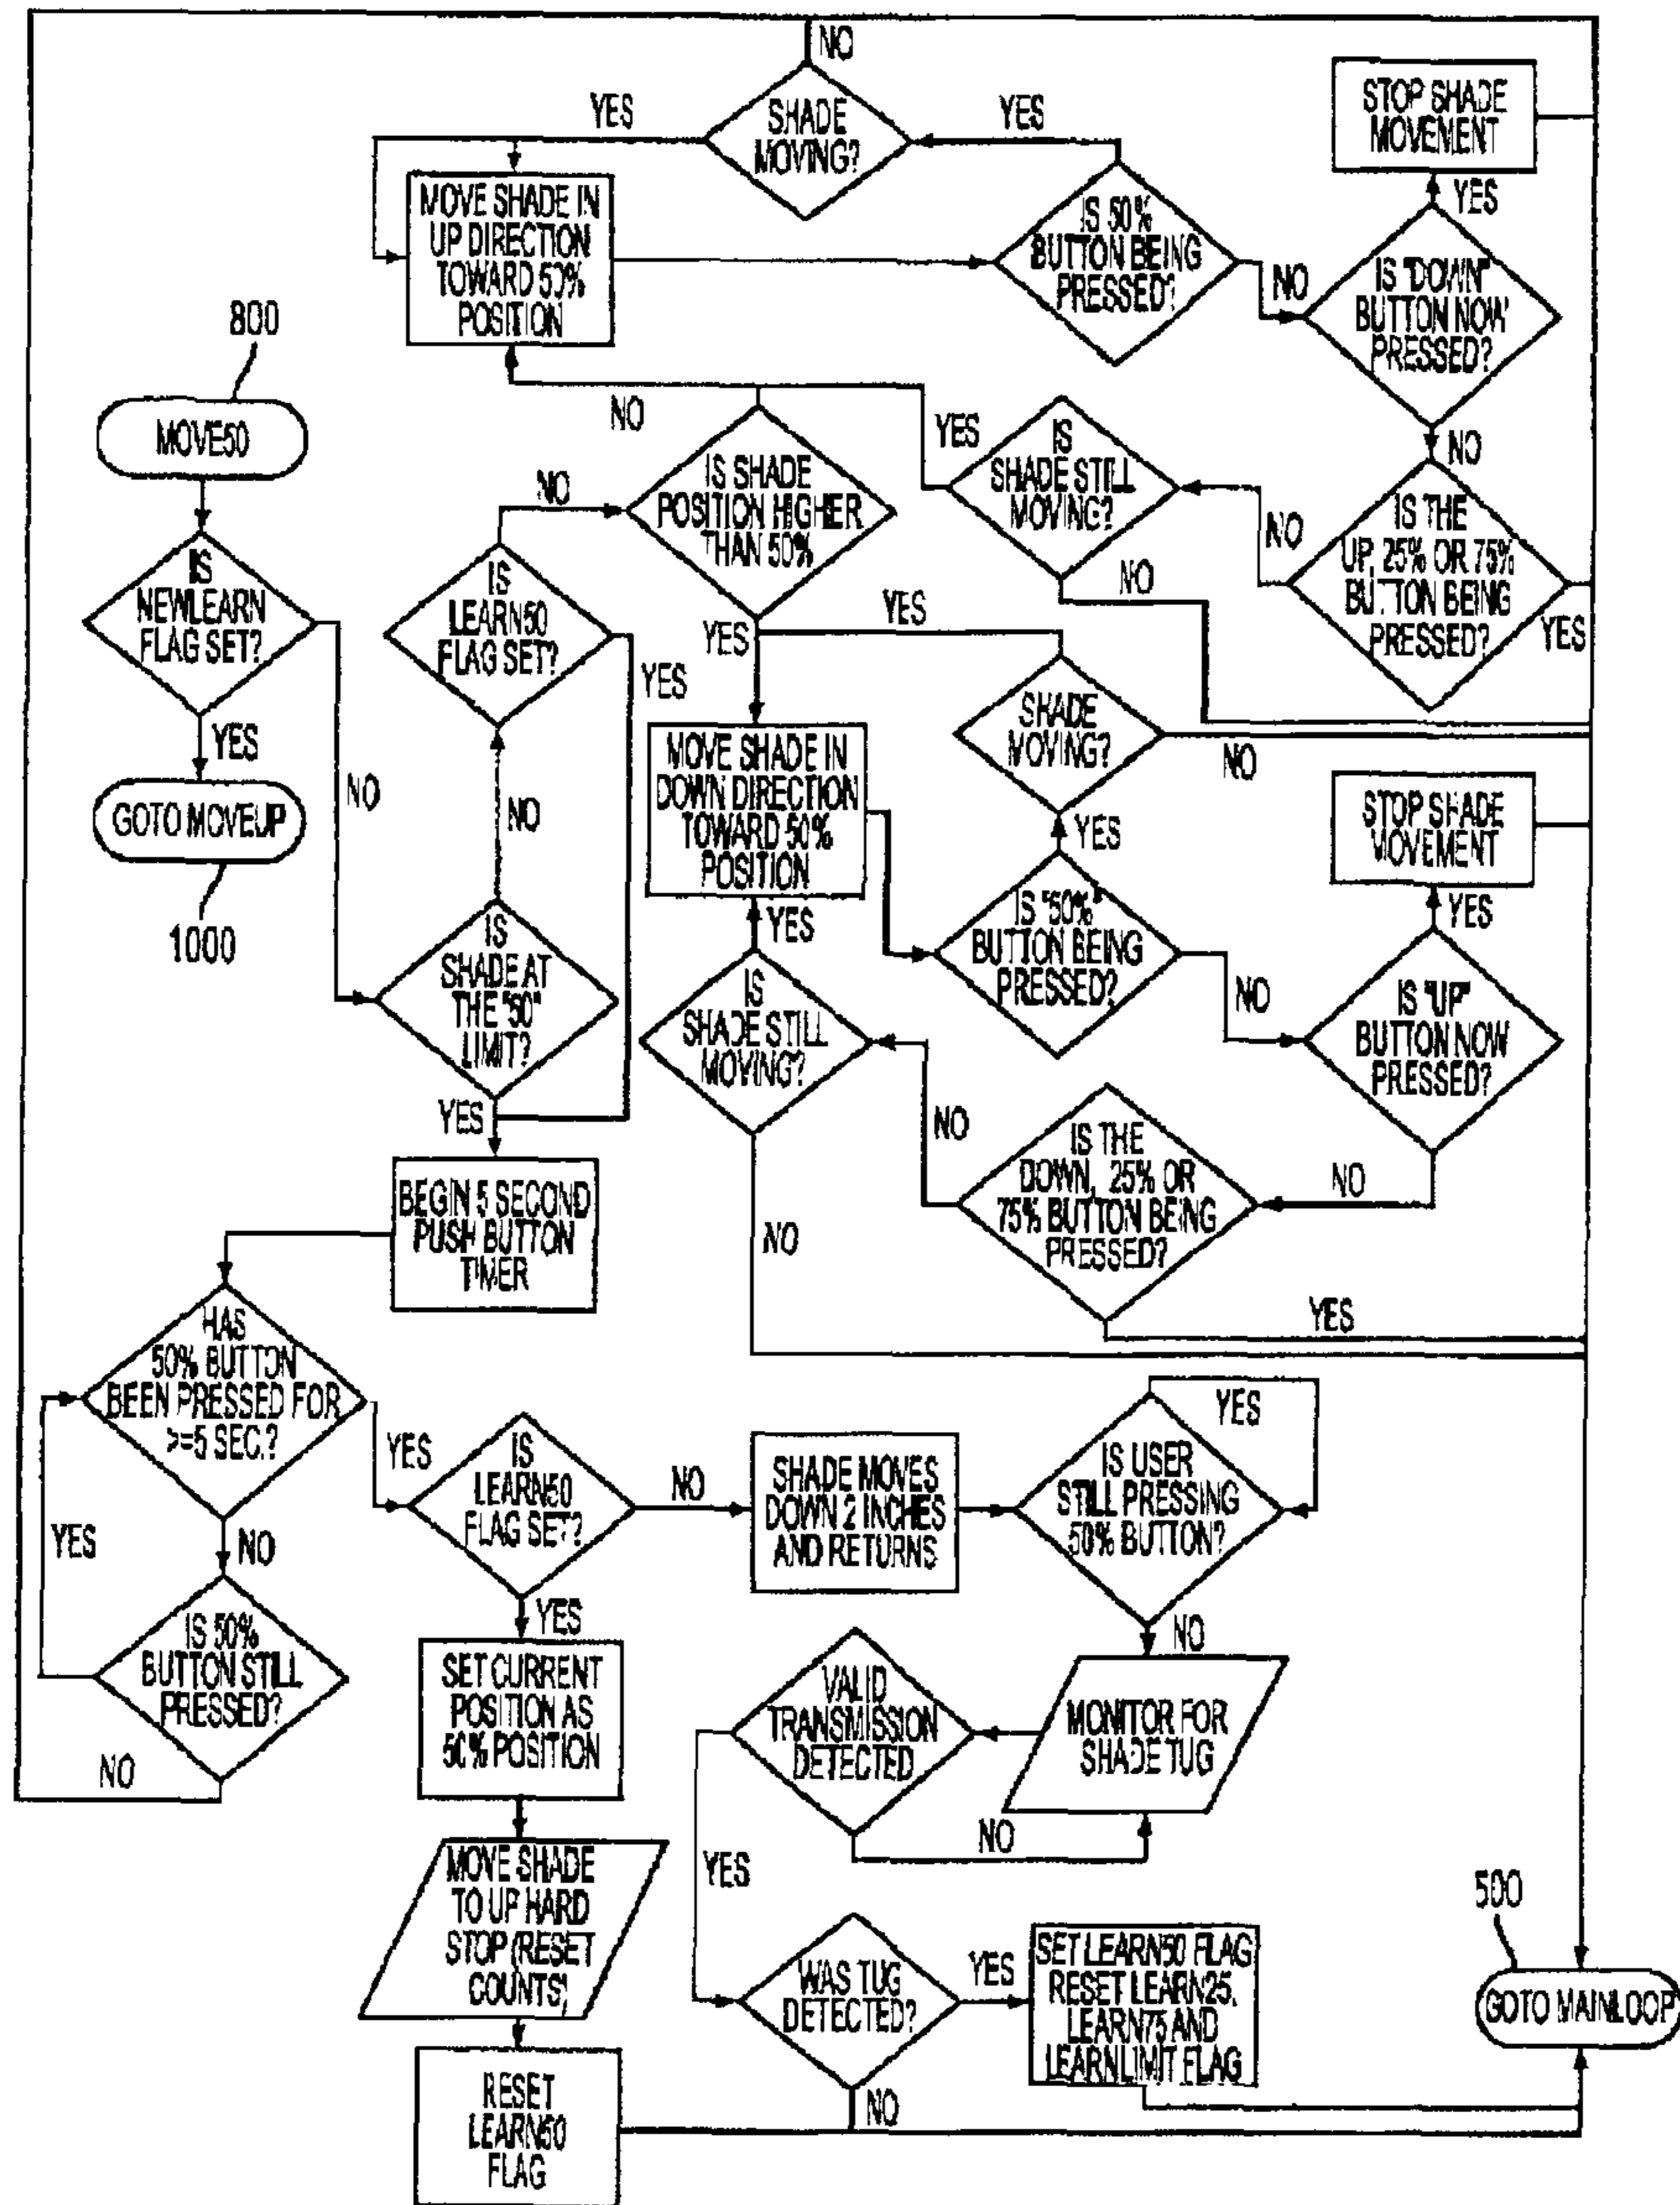 NO
YES
SHADE
MOVING?
YES
STOP SHADE
MOVEMENT
YES
MOVE SHADE IN
UP DIRECTION
TOWARD 50%
POSITION
IS 50%
BUTTON BEING
PRESSED?
NO
IS "DOWN"
BUTTON NOW
PRESSED?
NO
800
MOVE50
NO
IS SHADE
POSITION HIGHER
THAN 50%
YES
IS
SHADE STILL
MOVING?
NO
NO
IS THE
UP, 25% OR 75%
BUTTON BEING
PRESSED?
YES
IS
NEWLEARN
FLAG SET?
YES
NO
GOTO MOVEUP
1000
NO
IS
LEARN50
FLAG SET?
YES
NO
IS
SHADE AT
THE "50"
LIMIT?
YES
YES
YES
SHADE
MOVING?
NO
MOVE SHADE IN
DOWN DIRECTION
TOWARD 50%
POSITION
YES
YES
STOP SHADE
MOVEMENT
YES
IS "50%"
BUTTON BEING
PRESSED?
NO
IS "UP"
BUTTON NOW
PRESSED?
NO
IS
SHADE STILL
MOVING?
NO
NO
IS THE
DOWN, 25% OR
75% BUTTON BEING
PRESSED?
YES
BEGIN 5 SECOND
PUSH BUTTON
TIMER
HAS
50% BUTTON
BEEN PRESSED FOR
>=5 SEC.?
YES
NO
YES
IS 50%
BUTTON STILL
PRESSED?
NO
IS
LEARN50
FLAG SET?
NO
YES
SHADE MOVES
DOWN 2 INCHES
AND RETURNS
IS USER
STILL PRESSING
50% BUTTON?
YES
NO
SET CURRENT
POSITION AS
50% POSITION
VALID
TRANSMISSION
DETECTED
MONITOR FOR
SHADE TUG
NO
YES
MOVE SHADE
TO UP HARD
STOP (RESET
COUNTS)
WAS TUG
DETECTED?
YES
NO
SET LEARN50 FLAG
RESET LEARN25,
LEARN75 AND
LEARNLIMIT FLAG
500
GOTO MAINLOOP
RESET
LEARN50
FLAG